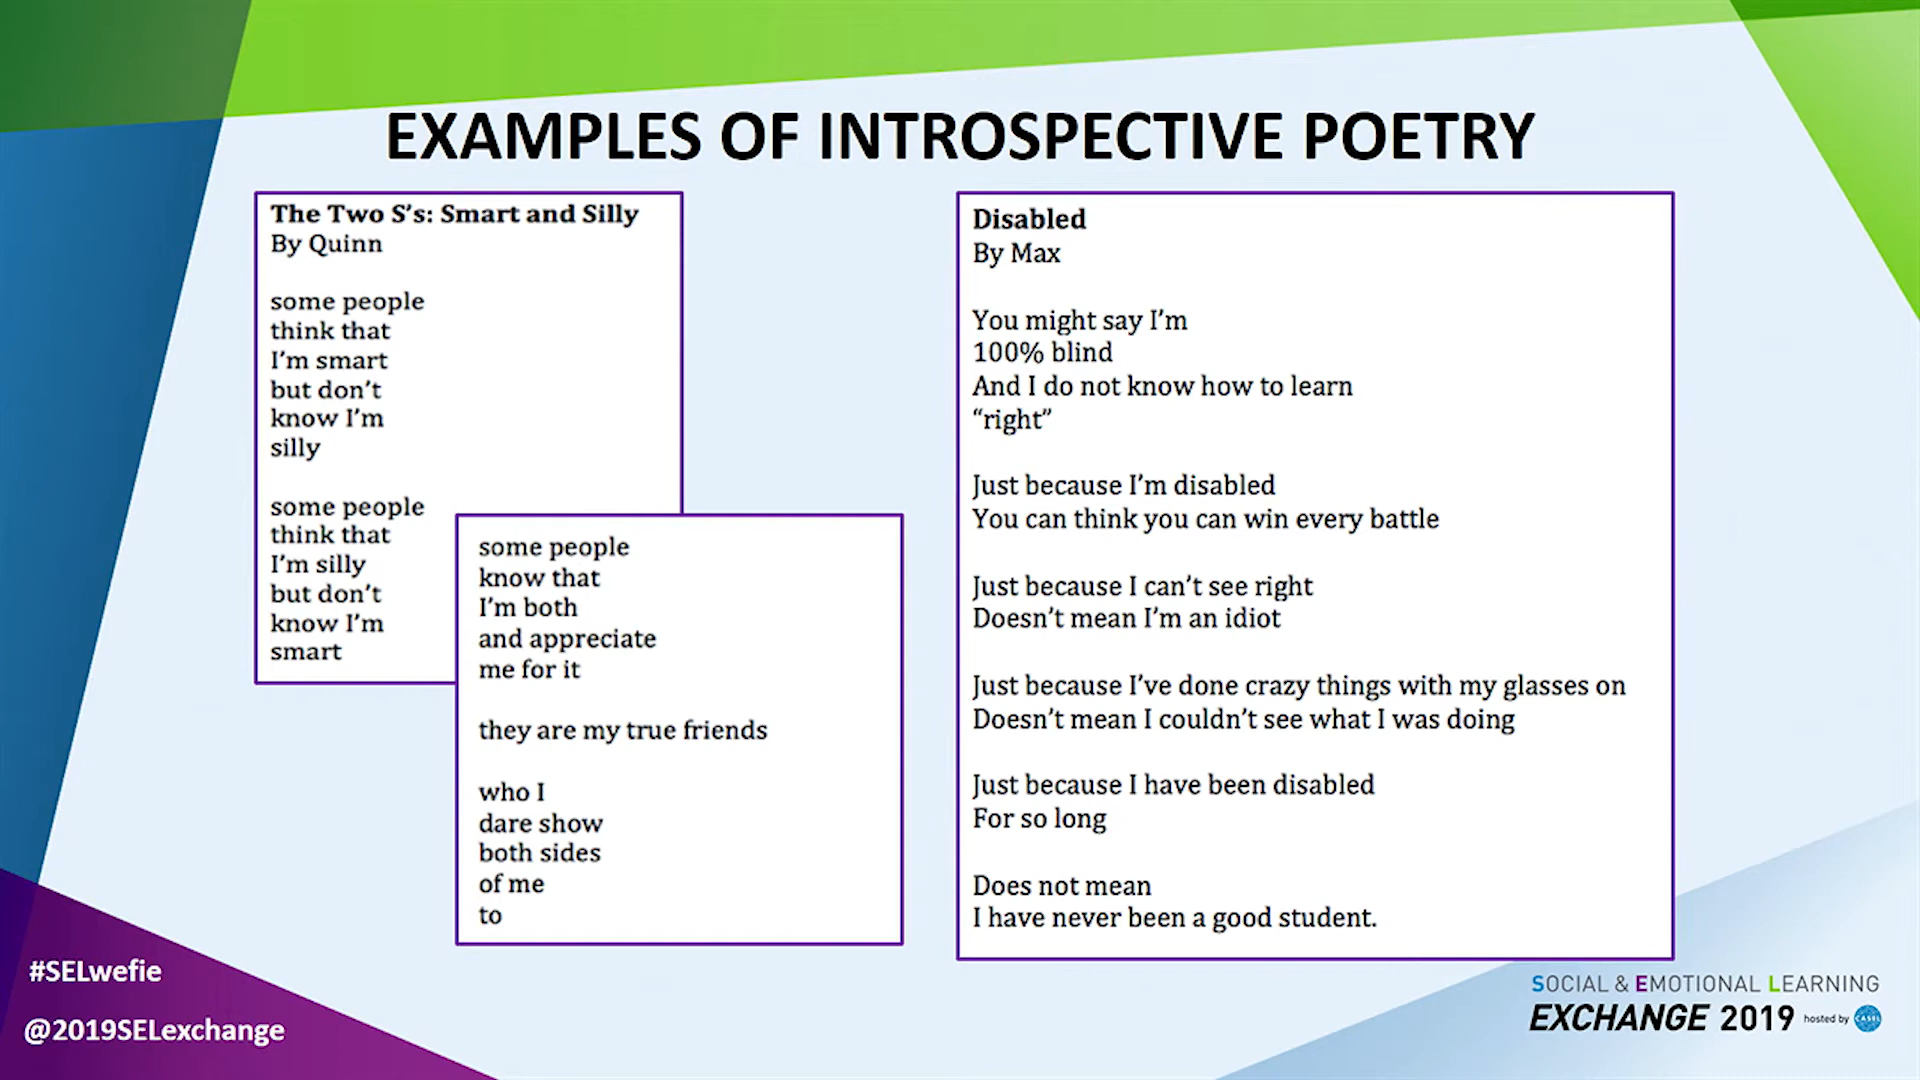 EXAMPLES OF INTROSPECTIVE POETRY
The Two S's: Smart and Silly
By Quinn
some people
think that
I'm smart
but don't
know I'm
silly
some people
think that
I'm silly
but don't
know I'm
smart
some people
know that
I'm both
and appreciate
me for it
they are my true friends
who I
dare show
both sides
of me
to
Disabled
By Max
You might say I'm
100% blind
And I do not know how to learn
“right”
Just because I'm disabled
You can think you can win every battle
Just because I can't see right
Doesn't mean I'm an idiot
Just because I've done crazy things with my glasses on
Doesn't mean I couldn't see what I was doing
Just because I have been disabled
For so long
Does not mean
I have never been a good student.
#SELwefie
@2019SELexchange
SOCIAL & EMOTIONAL LEARNING
EXCHANGE 2019 hosted by CASEL